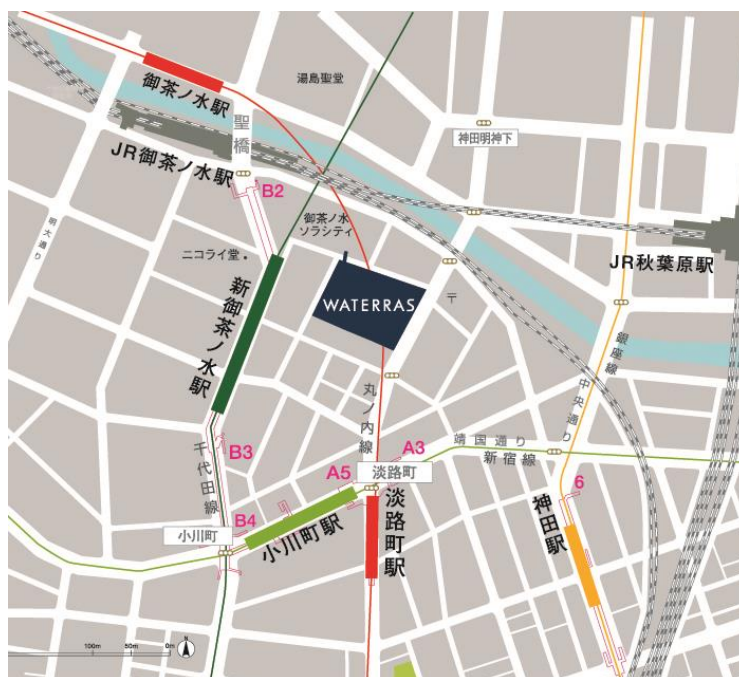 湯島聖堂
御茶ノ水駅
聖橋
神田明神下
JR御茶ノ水駅
B2
明大通り
御茶ノ水
ソラシティ
ニコライ堂
JR秋葉原駅
WATERRAS
〒
新御茶ノ水駅
銀座線
中央通り
丸ノ内線
靖国通り
新宿線
B3
千代田線
A3
A5
淡路町
6
B4
小川町
小川町駅
淡路町駅
神田駅
100m 50m 0m
N